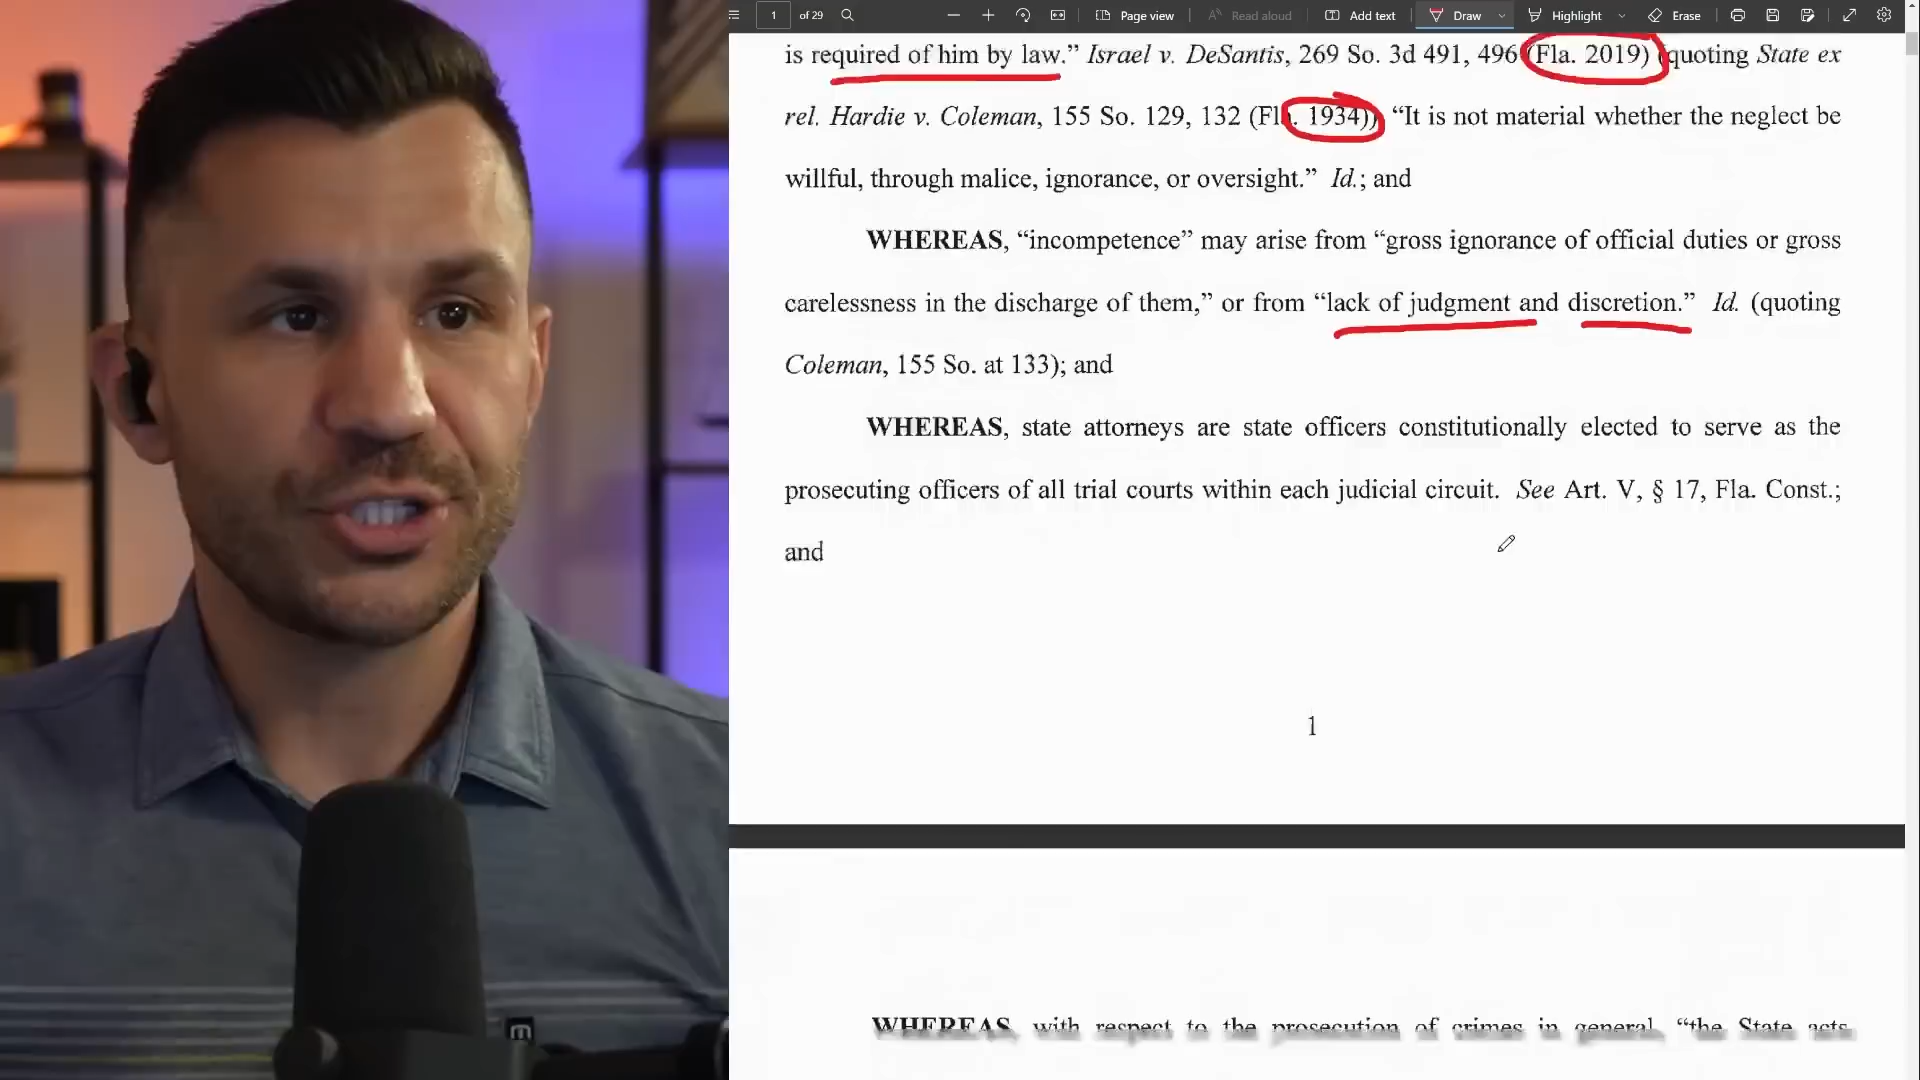 1 of 29 Page view Read aloud Add text Draw Highlight Erase
is required of him by law.” Israel v. DeSantis, 269 So. 3d 491, 496 (Fla. 2019) (quoting State ex
rel. Hardie v. Coleman, 155 So. 129, 132 (Fla. 1934)) “It is not material whether the neglect be
willful, through malice, ignorance, or oversight.” Id.; and
WHEREAS, “incompetence” may arise from “gross ignorance of official duties or gross
carelessness in the discharge of them,” or from “lack of judgment and discretion.” Id. (quoting
Coleman, 155 So. at 133); and
WHEREAS, state attorneys are state officers constitutionally elected to serve as the
prosecuting officers of all trial courts within each judicial circuit. See Art. V, § 17, Fla. Const.;
and
1
WHEREAS, with respect to the prosecution of crimes in general, “the State acts